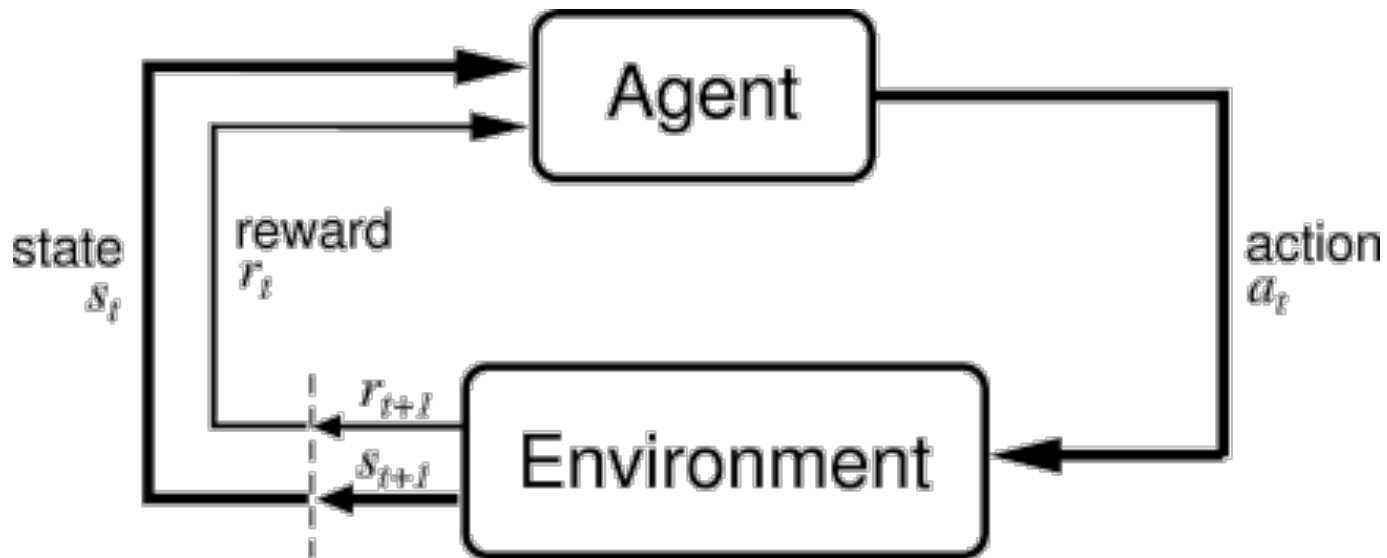 Agent
state
s_t
reward
r_t
action
a_t
r_{t+1}
s_{t+1}
Environment